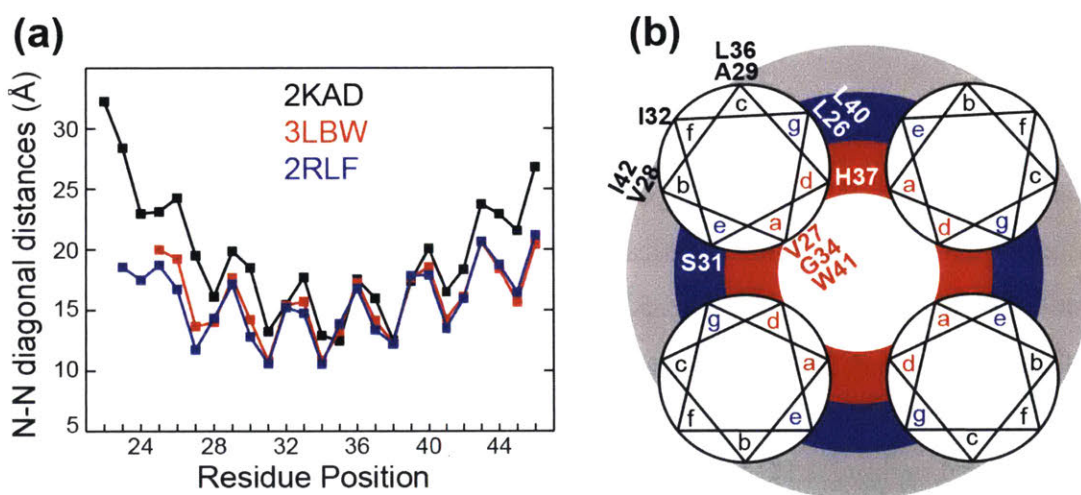 (a)
N-N diagonal distances (Å)
30
25
20
15
10
5
2KAD
3LBW
2RLF
24 28 32 36 40 44
Residue Position
(b)
L36
A29
I32
I42
V28
L40
L26
H37
S31
V27
G34
W41
c
f
g
b
d
e
a
b
e
f
a
c
d
g
g
d
c
a
f
e
b
a
e
d
b
g
f
c